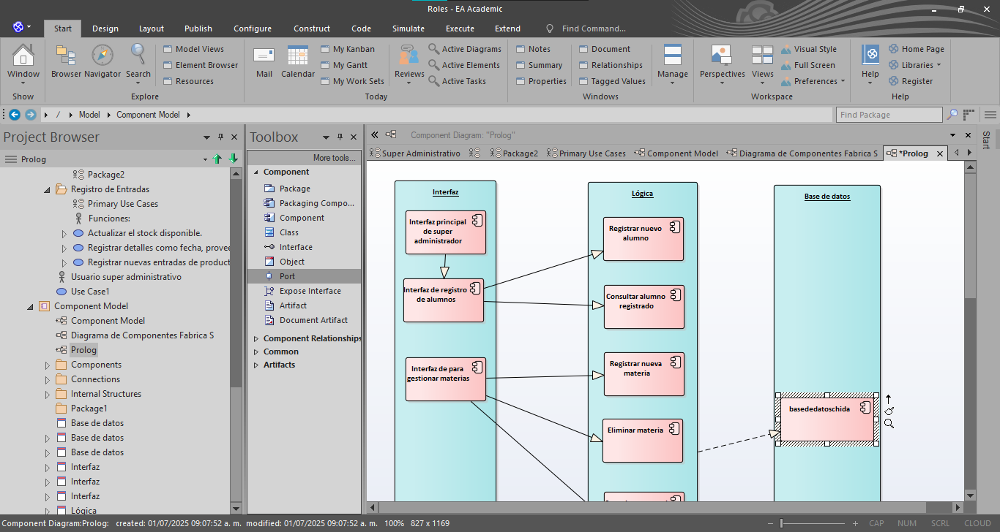 Roles - EA Academic
Start Design Layout Publish Configure Construct Code Simulate Execute Extend Find Command...
Window
Show
Browser Navigator Search
Model Views
Element Browser
Resources
Explore
Mail Calendar
My Kanban
My Gantt
My Work Sets
Reviews
Active Diagrams
Active Elements
Active Tasks
Today
Notes
Summary
Properties
Document
Relationships
Tagged Values
Manage
Windows
Perspectives Views
Visual Style
Full Screen
Preferences
Workspace
Help
Home Page
Libraries
Register
Help
/ Model Component Model
Find Package
Project Browser
Prolog
Package2
Registro de Entradas
Primary Use Cases
Funciones:
Actualizar el stock disponible.
Registrar detalles como fecha, provee
Registrar nuevas entradas de product
Usuario super administrativo
Use Case1
Component Model
Component Model
Diagrama de Componentes Fabrica S
Prolog
Components
Connections
Internal Structures
Package1
Base de datos
Base de datos
Base de datos
Interfaz
Interfaz
Interfaz
Lógica
Toolbox
More tools...
Component
Package
Packaging Compo...
Component
Class
Interface
Object
Port
Expose Interface
Artifact
Document Artifact
Component Relationships
Common
Artifacts
Component Diagram: "Prolog"
Super Administrativo Package2 Primary Use Cases Component Model Diagrama de Componentes Fabrica S *Prolog
Start
Interfaz
Interfaz principal
de super
administrador
Interfaz de registro
de alumnos
Interfaz de para
gestionar materias
Lógica
Registrar nuevo
alumno
Consultar alumno
registrado
Registrar nueva
materia
Eliminar materia
Base de datos
basededatoschida
Component Diagram:Prolog: created: 01/07/2025 09:07:52 a. m. modified: 01/07/2025 09:07:52 a. m. 100% 827 x 1169
CAP NUM SCRL CLOUD